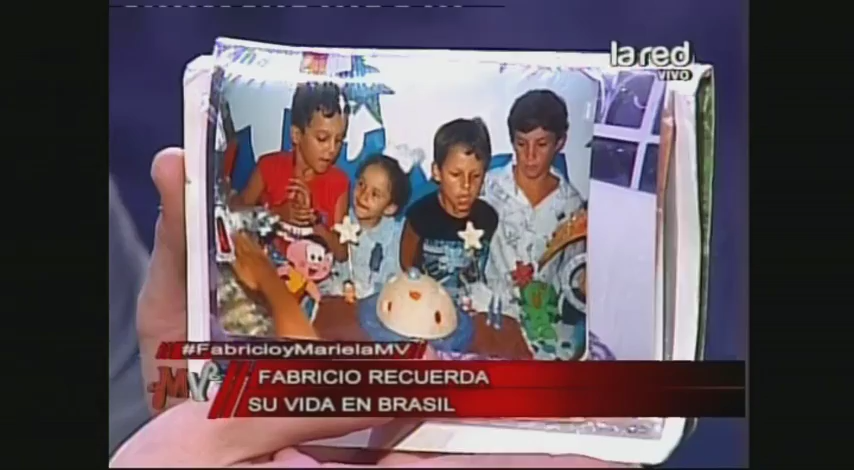 la red
VIVO
#FabricioyMarielaMV
MV
FABRICIO RECUERDA
SU VIDA EN BRASIL